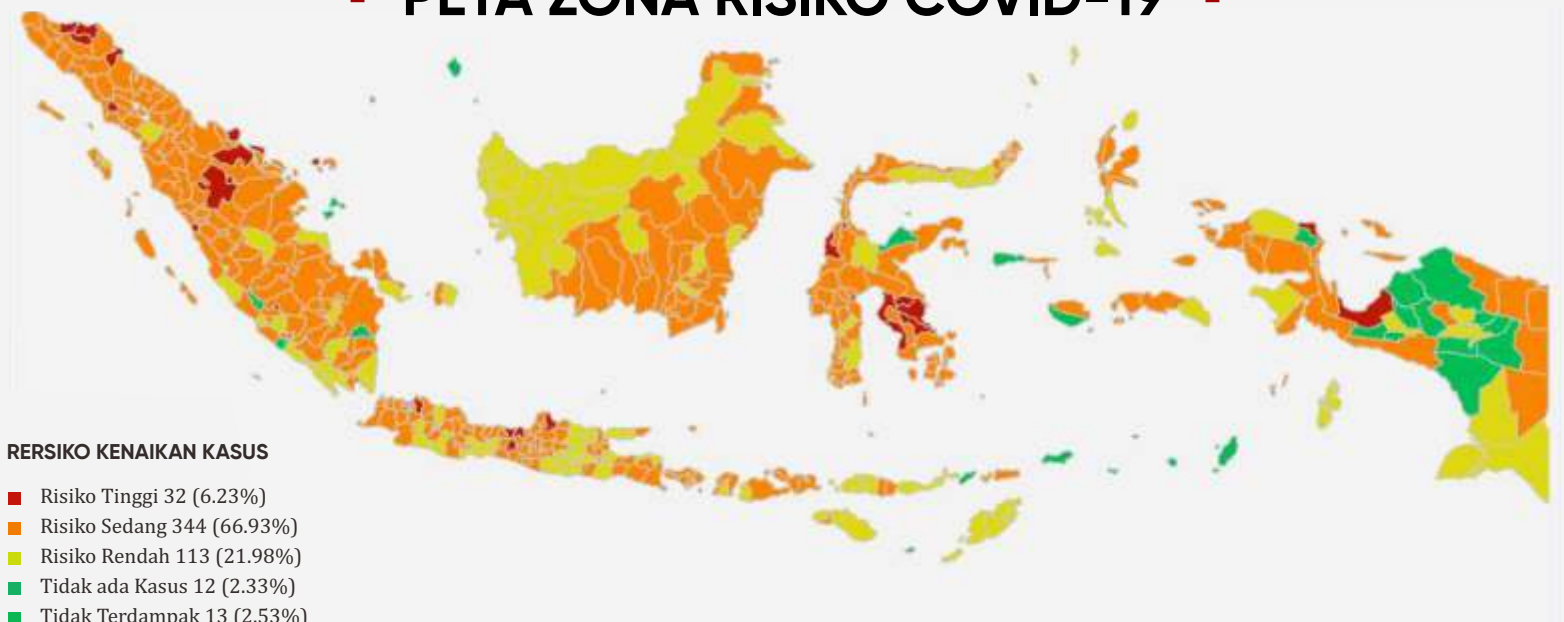 PETA ZONA RISIKO COVID-19
RERSIKO KENAIKAN KASUS
Risiko Tinggi 32 (6.23%)
Risiko Sedang 344 (66.93%)
Risiko Rendah 113 (21.98%)
Tidak ada Kasus 12 (2.33%)
Tidak Terdampak 13 (2.53%)